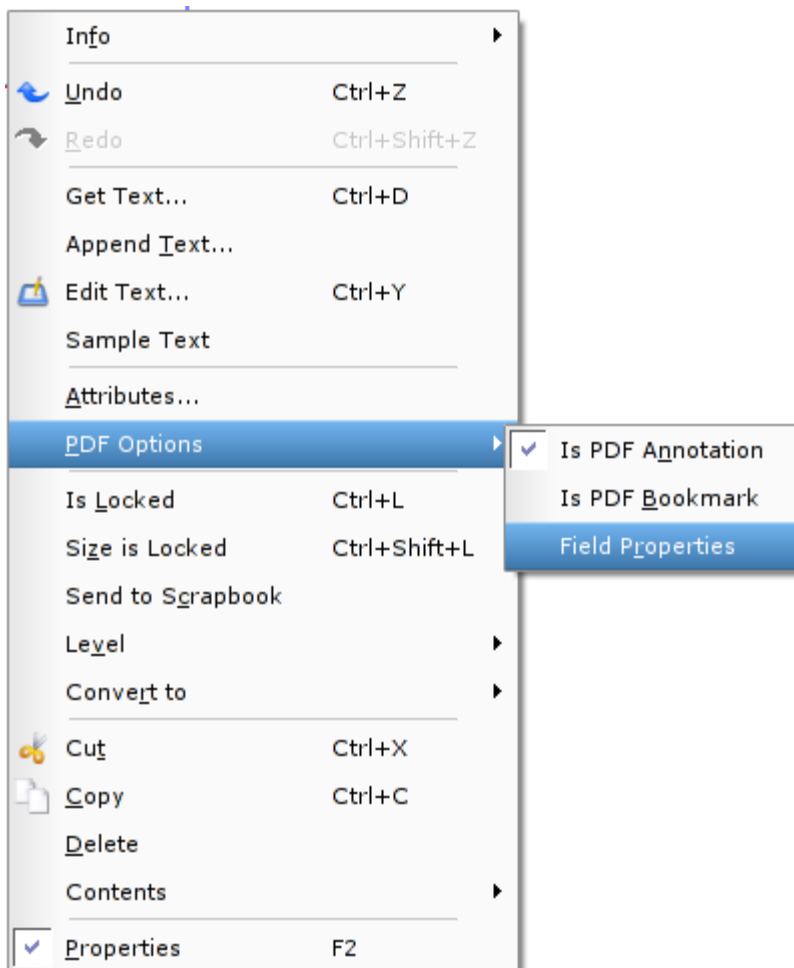 Info
Undo Ctrl+Z
Redo Ctrl+Shift+Z
Get Text... Ctrl+D
Append Text...
Edit Text... Ctrl+Y
Sample Text
Attributes...
PDF Options
Is PDF Annotation
Is PDF Bookmark
Field Properties
Is Locked Ctrl+L
Size is Locked Ctrl+Shift+L
Send to Scrapbook
Level
Convert to
Cut Ctrl+X
Copy Ctrl+C
Delete
Contents
Properties F2